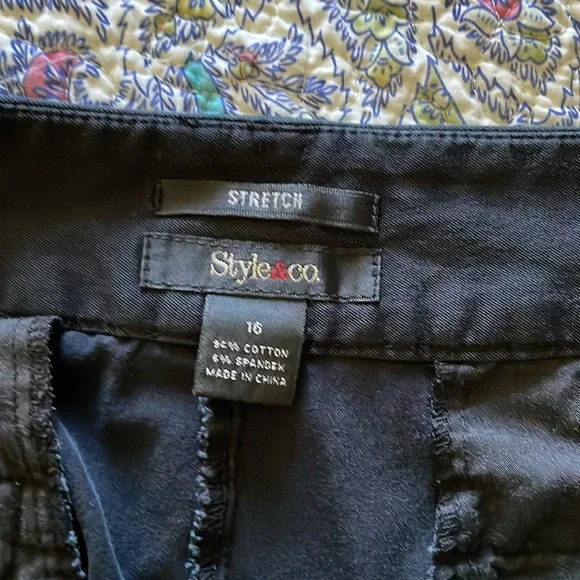 STRETCH
Style&co.
16
94% COTTON
6% SPANDEX
MADE IN CHINA